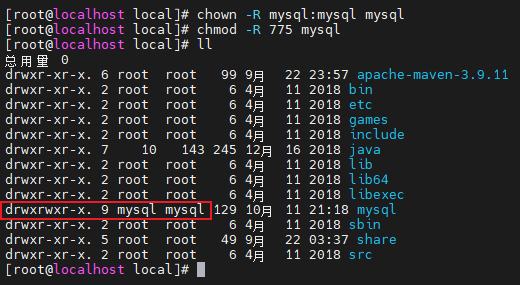 [root@localhost local]# chown -R mysql:mysql mysql
[root@localhost local]# chmod -R 775 mysql
[root@localhost local]# ll
总用量 0
drwxr-xr-x. 6 root  root   99 9月  22 23:57 apache-maven-3.9.11
drwxr-xr-x. 2 root  root    6 4月  11 2018 bin
drwxr-xr-x. 2 root  root    6 4月  11 2018 etc
drwxr-xr-x. 2 root  root    6 4月  11 2018 games
drwxr-xr-x. 2 root  root    6 4月  11 2018 include
drwxr-xr-x. 7    10   143 245 12月 16 2018 java
drwxr-xr-x. 2 root  root    6 4月  11 2018 lib
drwxr-xr-x. 2 root  root    6 4月  11 2018 lib64
drwxr-xr-x. 2 root  root    6 4月  11 2018 libexec
drwxrwxr-x. 9 mysql mysql 129 10月 11 21:18 mysql
drwxr-xr-x. 2 root  root    6 4月  11 2018 sbin
drwxr-xr-x. 5 root  root   49 9月  22 03:37 share
drwxr-xr-x. 2 root  root    6 4月  11 2018 src
[root@localhost local]#